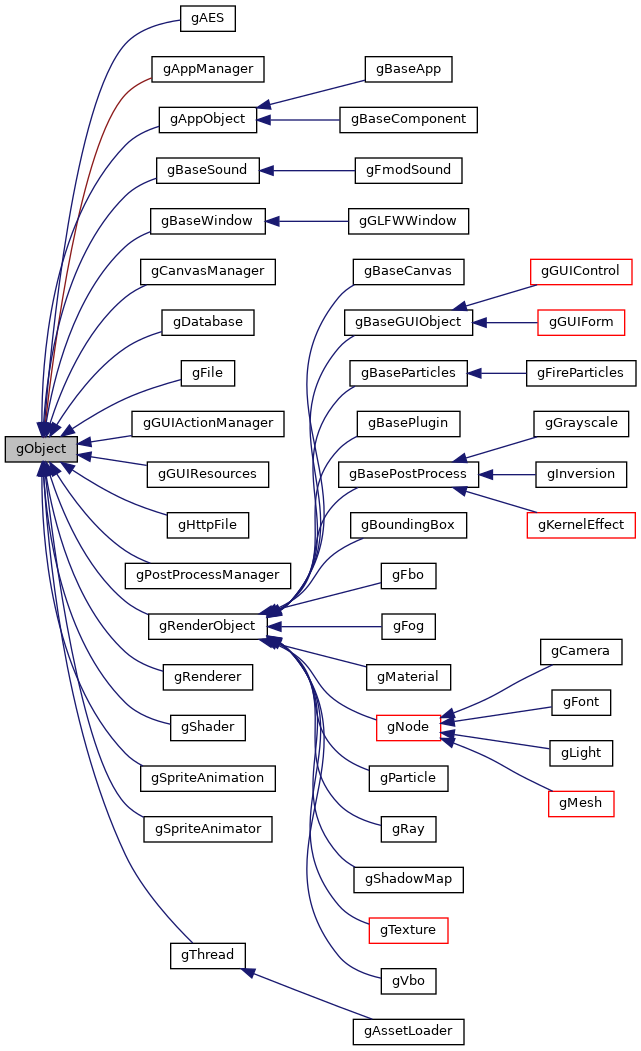 gAES
gAppManager
gBaseApp
gAppObject
gBaseComponent
gBaseSound
gFmodSound
gBaseWindow
gGLFWWindow
gCanvasManager
gBaseCanvas
gGUIControl
gDatabase
gBaseGUIObject
gGUIForm
gFile
gBaseParticles
gFireParticles
gGUIActionManager
gBasePlugin
gGrayscale
gObject
gGUIResources
gBasePostProcess
gInversion
gHttpFile
gBoundingBox
gKernelEffect
gPostProcessManager
gFbo
gRenderObject
gFog
gRenderer
gMaterial
gCamera
gShader
gNode
gFont
gSpriteAnimation
gParticle
gLight
gSpriteAnimator
gRay
gMesh
gShadowMap
gThread
gTexture
gVbo
gAssetLoader